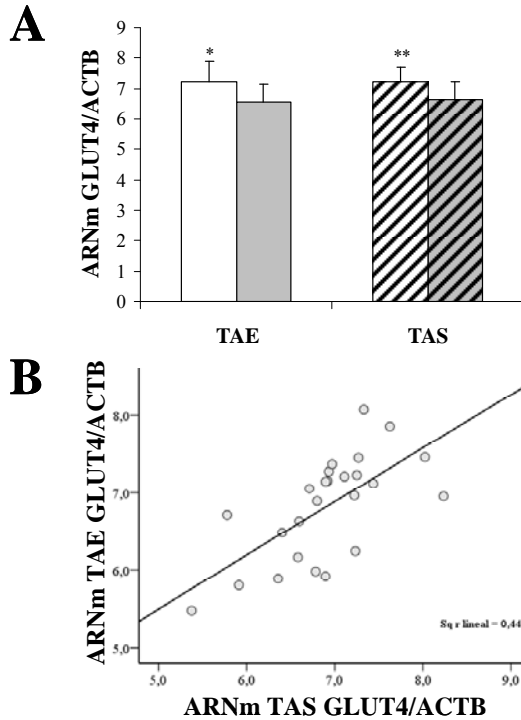 A
ARNm GLUT4/ACTB
9
8
7
6
5
4
3
2
1
0
*
**
TAE
TAS
B
ARNm TAE GLUT4/ACTB
8,0
7,0
6,0
5,0
Sq r lineal = 0,44
5,0
6,0
7,0
8,0
9,0
ARNm TAS GLUT4/ACTB